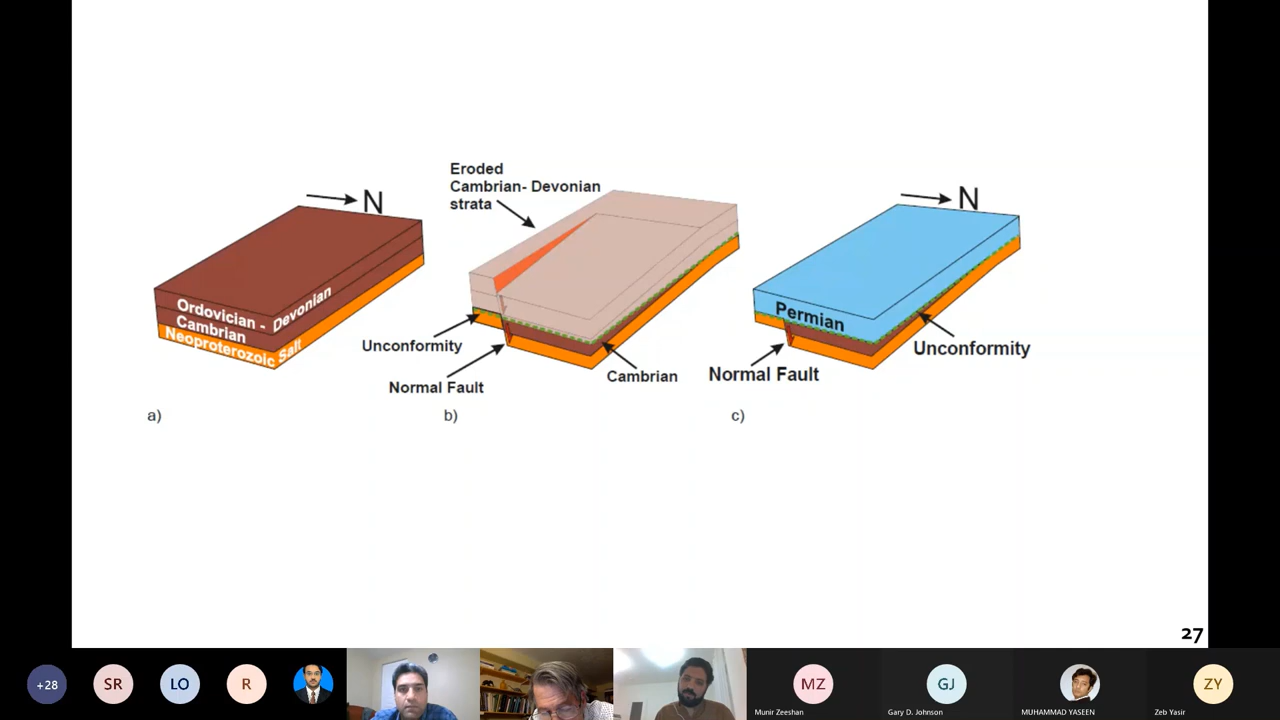 Eroded
Cambrian- Devonian
strata
N
N
Ordovician - Devonian
Cambrian
Neoproterozoic Salt
Permian
Unconformity
Unconformity
Normal Fault
Cambrian
Normal Fault
a)
b)
c)
27
+28
SR
LO
R
MZ
GJ
ZY
Munir Zeeshan
Gary D. Johnson
MUHAMMAD YASEEN
Zeb Yasir